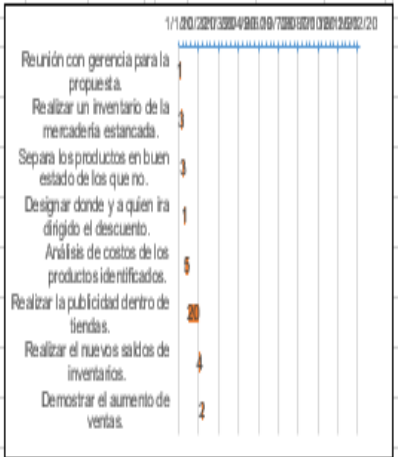 Reunión con gerencia para la
propuesta.
1
Realizar un inventario de la
mercadería estancada.
3
Separa los productos en buen
estado de los que no.
3
Designar donde y a quien ira
dirigido el descuento.
1
Análisis de costos de los
productos identificados.
5
Realizar la publicidad dentro de
tiendas.
20
Realizar el nuevos saldos de
inventarios.
4
Demostrar el aumento de
ventas.
2